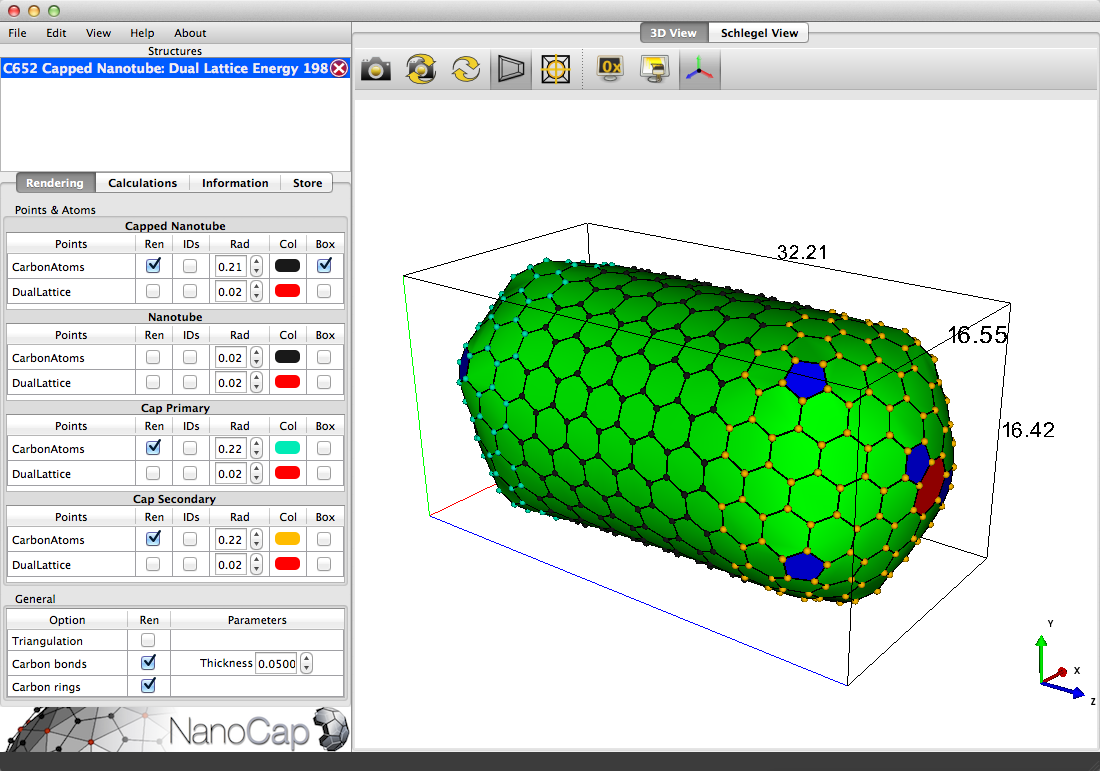 File Edit View Help About
Structures
C652 Capped Nanotube: Dual Lattice Energy 198
3D View Schlegel View
0x
Rendering Calculations Information Store
Points & Atoms
Capped Nanotube
Points Ren IDs Rad Col Box
CarbonAtoms 0.21
DualLattice 0.02
Nanotube
Points Ren IDs Rad Col Box
CarbonAtoms 0.02
DualLattice 0.02
Cap Primary
Points Ren IDs Rad Col Box
CarbonAtoms 0.22
DualLattice 0.02
Cap Secondary
Points Ren IDs Rad Col Box
CarbonAtoms 0.22
DualLattice 0.02
General
Option Ren Parameters
Triangulation
Carbon bonds Thickness 0.0500
Carbon rings
NanoCap
32.21
16.55
16.42
Y
X
Z